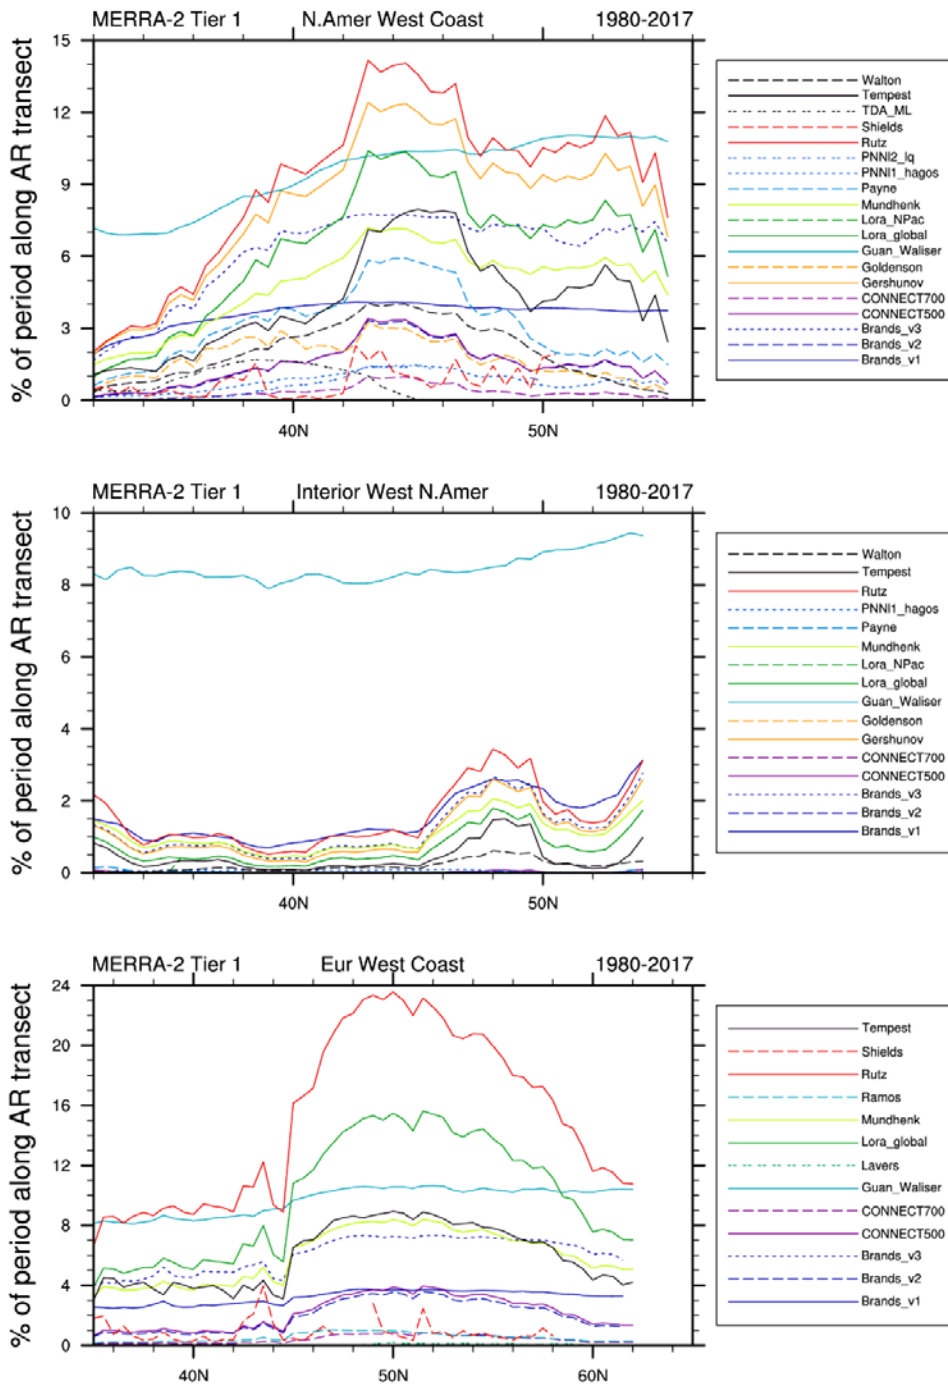 MERRA-2 Tier 1 N.Amer West Coast 1980-2017
% of period along AR transect
15
12
9
6
3
0
40N 50N
Walton
Tempest
TDA_ML
Shields
Rutz
PNNl2_lq
PNNl1_hagos
Payne
Mundhenk
Lora_NPac
Lora_global
Guan_Waliser
Goldenson
Gershunov
CONNECT700
CONNECT500
Brands_v3
Brands_v2
Brands_v1
MERRA-2 Tier 1 Interior West N.Amer 1980-2017
% of period along AR transect
10
8
6
4
2
0
40N 50N
Walton
Tempest
Rutz
PNNl1_hagos
Payne
Mundhenk
Lora_NPac
Lora_global
Guan_Waliser
Goldenson
Gershunov
CONNECT700
CONNECT500
Brands_v3
Brands_v2
Brands_v1
MERRA-2 Tier 1 Eur West Coast 1980-2017
% of period along AR transect
24
20
16
12
8
4
0
40N 50N 60N
Tempest
Shields
Rutz
Ramos
Mundhenk
Lora_global
Lavers
Guan_Waliser
CONNECT700
CONNECT500
Brands_v3
Brands_v2
Brands_v1